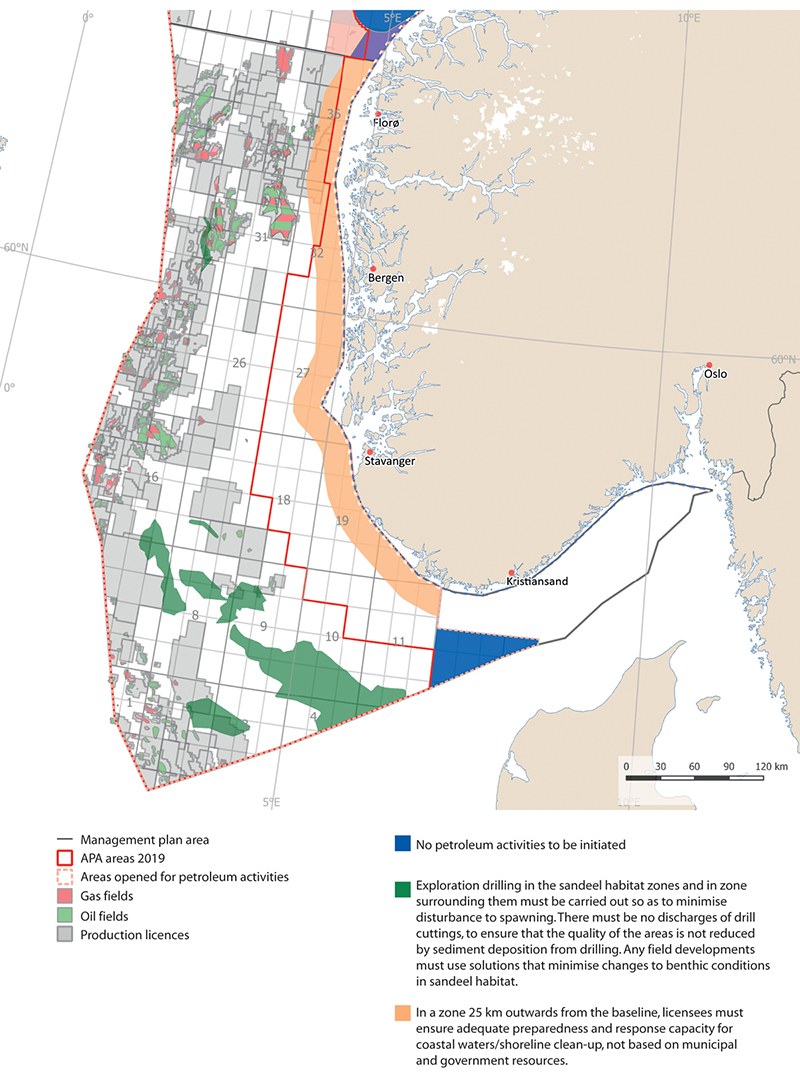 0°
5°E
10°E
35
Florø
60°N
31
32
Bergen
26
27
60°N
Oslo
0°
Stavanger
16
18
19
Kristiansand
8
9
10
11
1
3
4
0 30 60 90 120 km
5°E
10°E
Management plan area
APA areas 2019
Areas opened for petroleum activities
Gas fields
Oil fields
Production licences
No petroleum activities to be initiated
Exploration drilling in the sandeel habitat zones and in zone
surrounding them must be carried out so as to minimise
disturbance to spawning. There must be no discharges of drill
cuttings, to ensure that the quality of the areas is not reduced
by sediment deposition from drilling. Any field developments
must use solutions that minimise changes to benthic conditions
in sandeel habitat.
In a zone 25 km outwards from the baseline, licensees must
ensure adequate preparedness and response capacity for
coastal waters/shoreline clean-up, not based on municipal
and government resources.